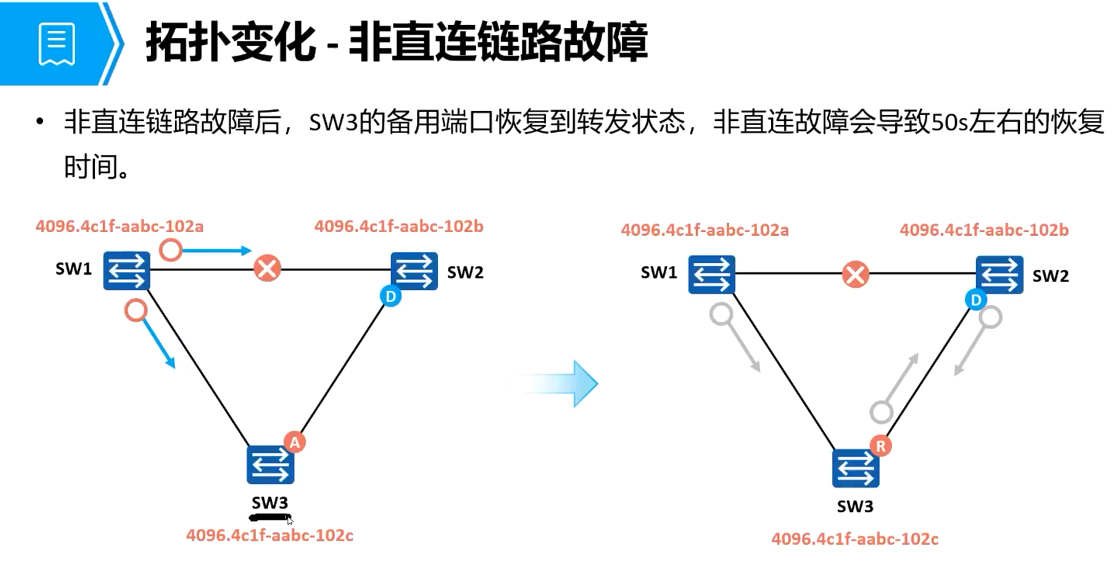 拓扑变化 - 非直连链路故障
• 非直连链路故障后，SW3的备用端口恢复到转发状态，非直连故障会导致50s左右的恢复
时间。
4096.4c1f-aabc-102a
4096.4c1f-aabc-102b
SW1
SW2
D
A
SW3
4096.4c1f-aabc-102c
4096.4c1f-aabc-102a
4096.4c1f-aabc-102b
SW1
SW2
D
R
SW3
4096.4c1f-aabc-102c